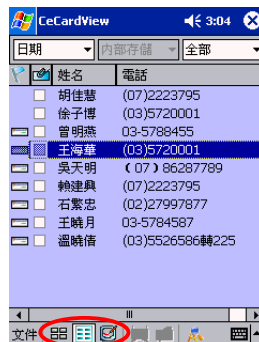 CeCardView 3:04
日期 內部存儲 全部
姓名 電話
胡佳慧 (07)2223795
徐子博 (03)5720001
曾明燕 03-5788455
王海華 (03)5720001
吳天明 (07)86287789
賴建興 (07)2223795
石繁忠 (02)27997877
王曉月 03-5784587
溫曉倩 (03)5526586轉225
文件